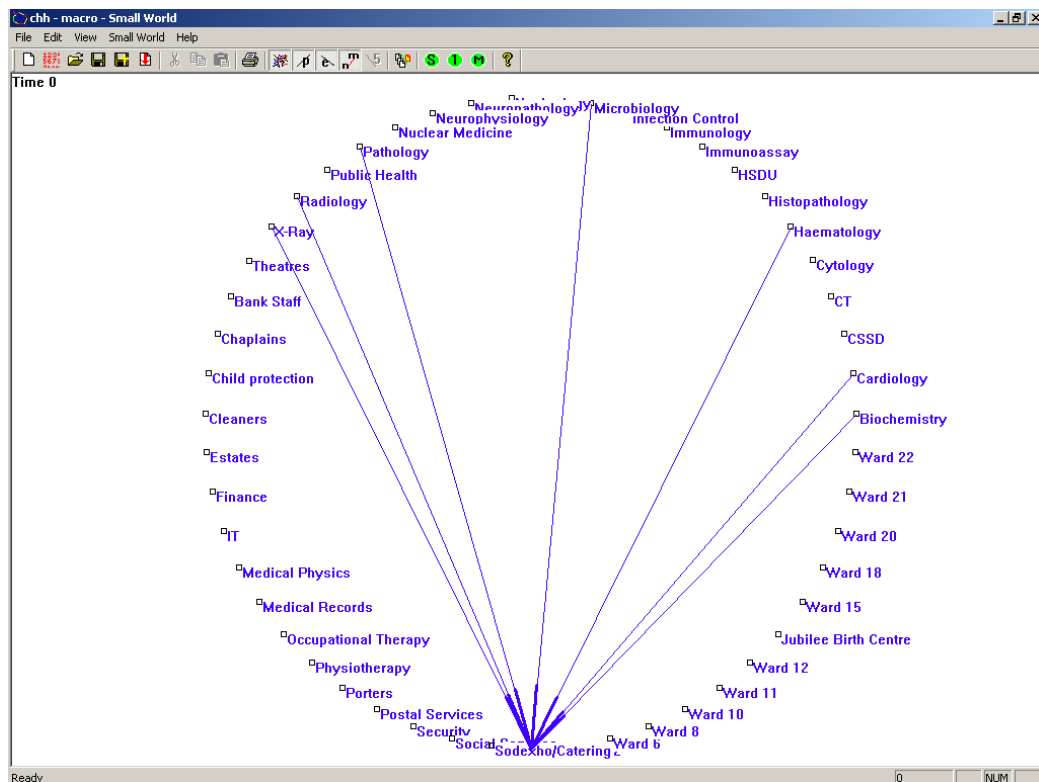 chh - macro - Small World
File Edit View Small World Help
Time 0
Neuropathology
Microbiology
Neurophysiology
Infection Control
Nuclear Medicine
Immunology
Pathology
Immunoassay
Public Health
HSDU
Radiology
Histopathology
X-Ray
Haematology
Theatres
Cytology
Bank Staff
CT
Chaplains
CSSD
Child protection
Cardiology
Cleaners
Biochemistry
Estates
Ward 22
Finance
Ward 21
IT
Ward 20
Medical Physics
Ward 18
Medical Records
Ward 15
Occupational Therapy
Jubilee Birth Centre
Physiotherapy
Ward 12
Porters
Ward 11
Postal Services
Ward 10
Security
Ward 8
Social
Sodexho/Catering
Ward 6
Ready 0 NUM